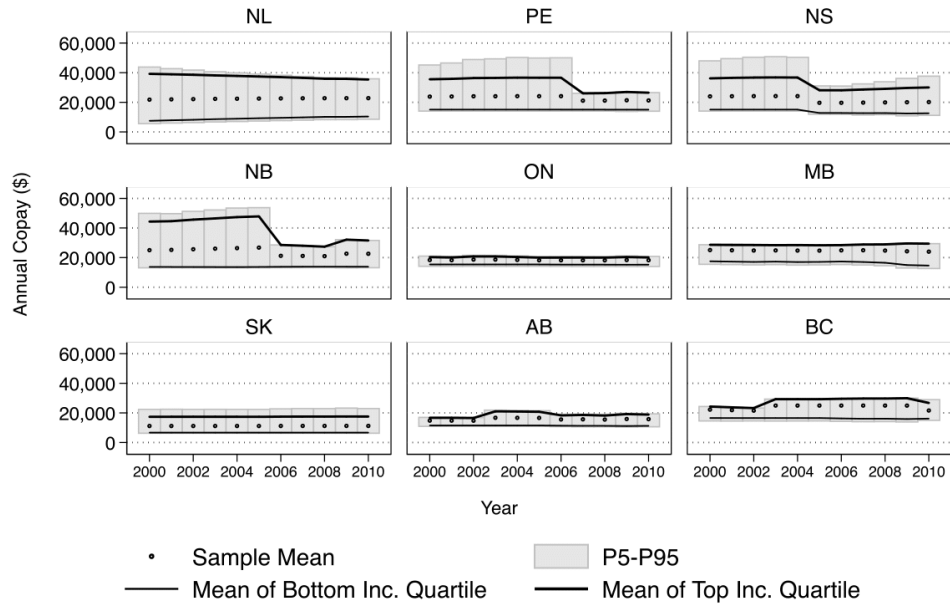 NL PE NS
60,000
40,000
20,000
0
NB ON MB
60,000
40,000
20,000
0
Annual Copay ($)
SK AB BC
60,000
40,000
20,000
0
2000 2002 2004 2006 2008 2010 2000 2002 2004 2006 2008 2010 2000 2002 2004 2006 2008 2010
Year
Sample Mean P5-P95
Mean of Bottom Inc. Quartile Mean of Top Inc. Quartile